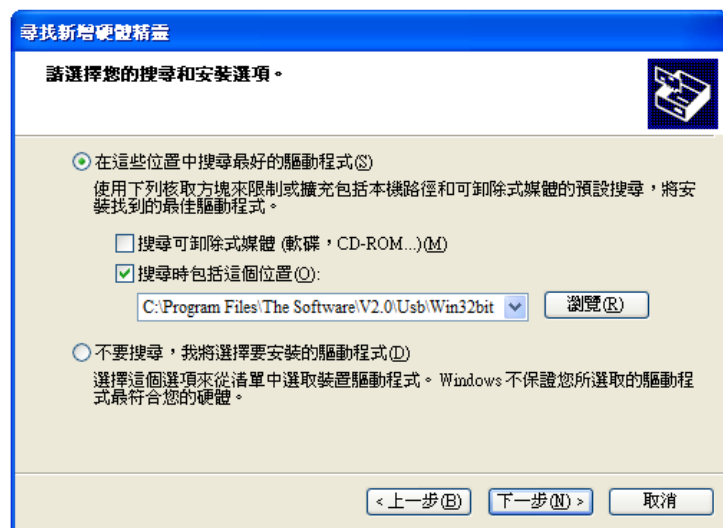 尋找新增硬體精靈
請選擇您的搜尋和安裝選項。
在這些位置中搜尋最好的驅動程式(S)
使用下列核取方塊來限制或擴充包括本機路徑和可卸除式媒體的預設搜尋，將安
裝找到的最佳驅動程式。
搜尋可卸除式媒體 (軟碟，CD-ROM...)(M)
搜尋時包括這個位置(O):
C:\Program Files\The Software\V2.0\Usb\Win32bit
瀏覽(R)
不要搜尋，我將選擇要安裝的驅動程式(D)
選擇這個選項來從清單中選取裝置驅動程式。Windows 不保證您所選取的驅動程
式最符合您的硬體。
< 上一步(B)
下一步(N) >
取消